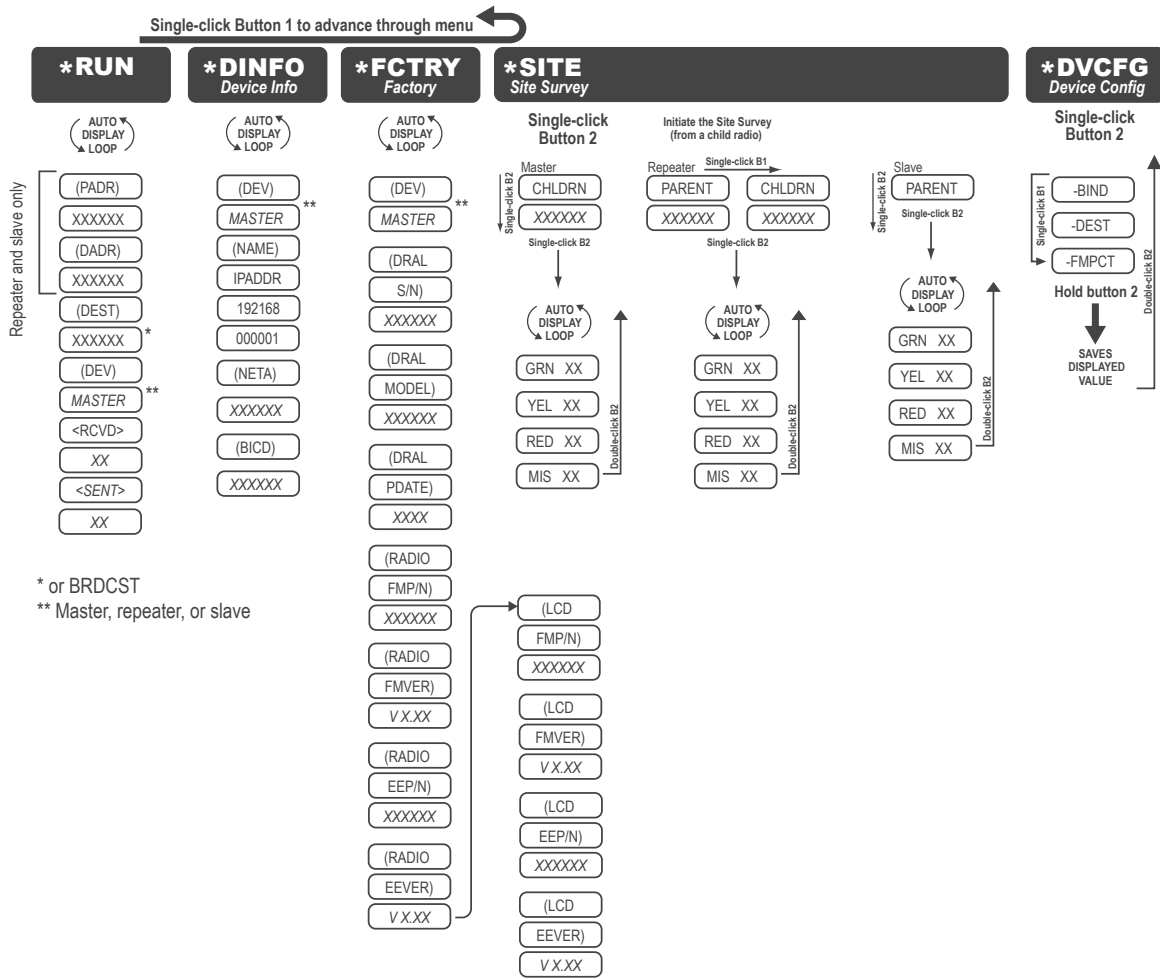 Single-click Button 1 to advance through menu
*RUN
AUTO
DISPLAY
LOOP
Repeater and slave only
(PADR)
XXXXXX
(DADR)
XXXXXX
(DEST)
XXXXXX *
(DEV)
MASTER **
<RCVD>
XX
<SENT>
XX
* or BRDCST
** Master, repeater, or slave
*DINFO
Device Info
AUTO
DISPLAY
LOOP
(DEV)
MASTER **
(NAME)
IPADDR
192168
000001
(NETA)
XXXXXX
(BICD)
XXXXXX
*FCTRY
Factory
AUTO
DISPLAY
LOOP
(DEV)
MASTER **
(DRAL
S/N)
XXXXXX
(DRAL
MODEL)
XXXXXX
(DRAL
PDATE)
XXXX
(RADIO
FMP/N)
XXXXXX
(RADIO
FMVER)
V X.XX
(RADIO
EEP/N)
XXXXXX
(RADIO
EEVER)
V X.XX
(LCD
FMP/N)
XXXXXX
(LCD
FMVER)
V X.XX
(LCD
EEP/N)
XXXXXX
(LCD
EEVER)
V X.XX
*SITE
Site Survey
Single-click
Button 2
Master
Single-click B2
CHLDRN
XXXXXX
Single-click B2
AUTO
DISPLAY
LOOP
GRN XX
YEL XX
RED XX
MIS XX
Double-click B2
Initiate the Site Survey
(from a child radio)
Repeater
Single-click B1
PARENT
CHLDRN
XXXXXX
XXXXXX
Single-click B2
AUTO
DISPLAY
LOOP
GRN XX
YEL XX
RED XX
MIS XX
Double-click B2
Slave
Single-click B2
PARENT
Single-click B2
AUTO
DISPLAY
LOOP
GRN XX
YEL XX
RED XX
MIS XX
Double-click B2
*DVCFG
Device Config
Single-click
Button 2
Single-click B1
-BIND
-DEST
-FMPCT
Hold button 2
SAVES
DISPLAYED
VALUE
Double-click B2